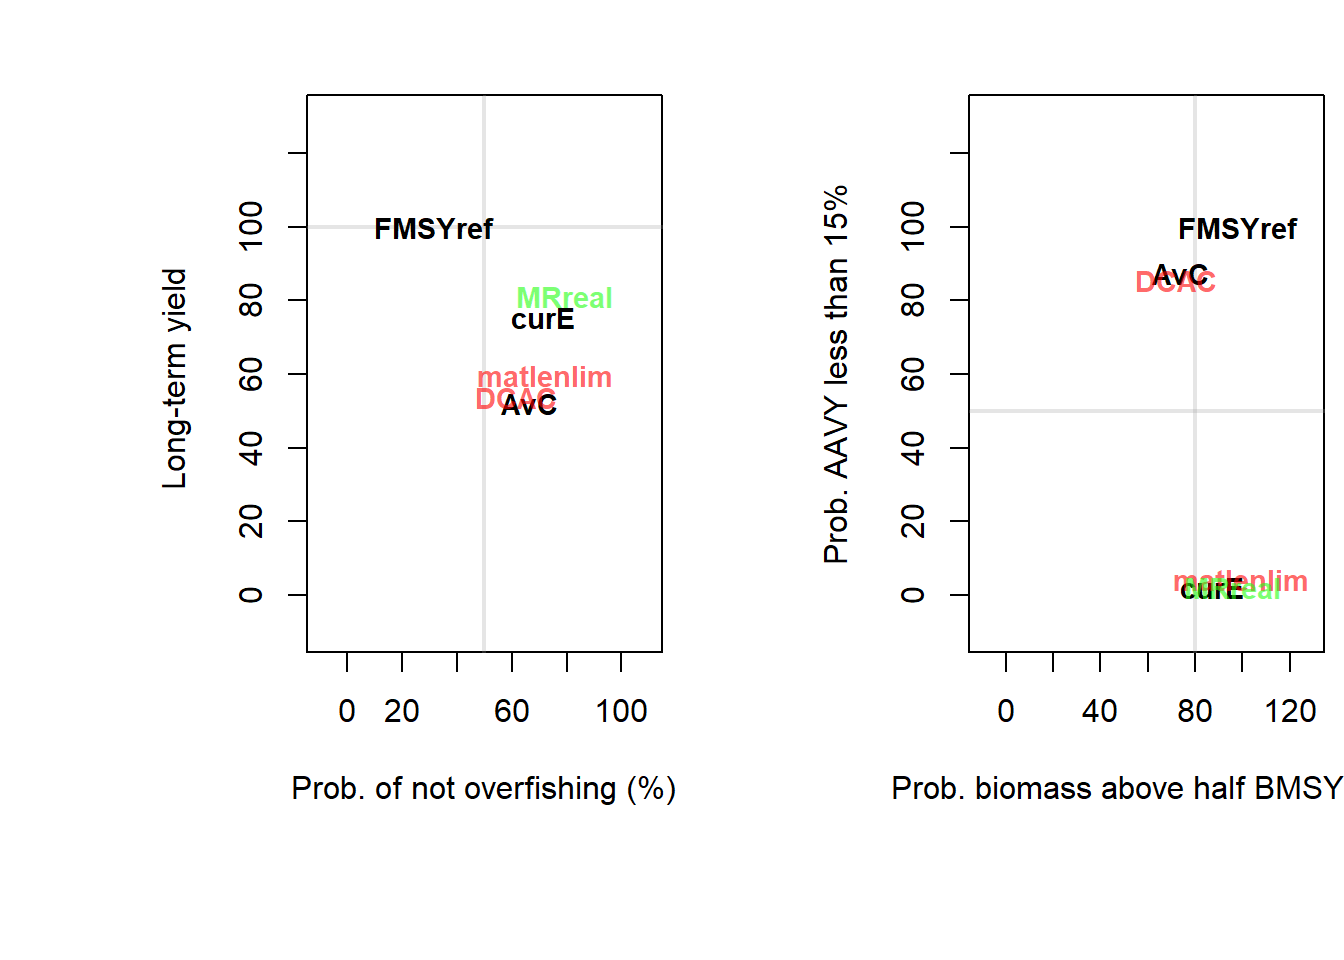 Long-term yield
100
80
60
40
20
0
FMSYref
MRreal
curE
matlenlim
DCAC
AvC
0 20 60 100
Prob. of not overfishing (%)
Prob. AAVY less than 15%
100
80
60
40
20
0
FMSYref
AvC
DCAC
matlenlim
curE
MRreal
0 40 80 120
Prob. biomass above half BMSY